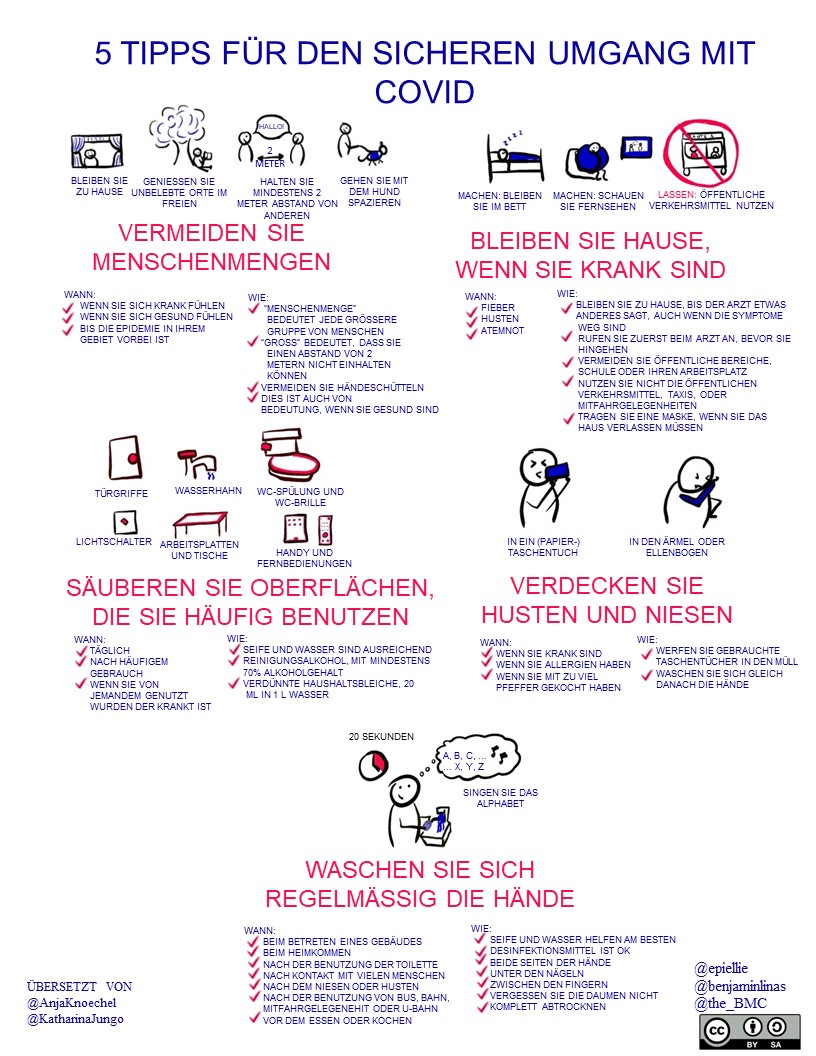 5 TIPPS FÜR DEN SICHEREN UMGANG MIT
COVID
HALLO!
2
METER
BLEIBEN SIE
ZU HAUSE
GENIESSEN SIE
UNBELEBTE ORTE IM
FREIEN
HALTEN SIE
MINDESTENS 2
METER ABSTAND VON
ANDEREN
GEHEN SIE MIT
DEM HUND
SPAZIEREN
VERMEIDEN SIE
MENSCHENMENGEN
WANN:
WENN SIE SICH KRANK FÜHLEN
WENN SIE SICH GESUND FÜHLEN
BIS DIE EPIDEMIE IN IHREM
GEBIET VORBEI IST
WIE:
"MENSCHENMENGE"
BEDEUTET JEDE GRÖSSERE
GRUPPE VON MENSCHEN
"GROSS" BEDEUTET, DASS SIE
EINEN ABSTAND VON 2
METERN NICHT EINHALTEN
KÖNNEN
VERMEIDEN SIE HÄNDESCHÜTTELN
DIES IST AUCH VON
BEDEUTUNG, WENN SIE GESUND SIND
z z z z
MACHEN: BLEIBEN
SIE IM BETT
MACHEN: SCHAUEN
SIE FERNSEHEN
LASSEN: ÖFFENTLICHE
VERKEHRSMITTEL NUTZEN
BLEIBEN SIE HAUSE,
WENN SIE KRANK SIND
WANN:
FIEBER
HUSTEN
ATEMNOT
WIE:
BLEIBEN SIE ZU HAUSE, BIS DER ARZT ETWAS
ANDERES SAGT, AUCH WENN DIE SYMPTOME
WEG SIND
RUFEN SIE ZUERST BEIM ARZT AN, BEVOR SIE
HINGEHEN
VERMEIDEN SIE ÖFFENTLICHE BEREICHE,
SCHULE ODER IHREN ARBEITSPLATZ
NUTZEN SIE NICHT DIE ÖFFENTLICHEN
VERKEHRSMITTEL, TAXIS, ODER
MITFAHRGELEGENHEITEN
TRAGEN SIE EINE MASKE, WENN SIE DAS
HAUS VERLASSEN MÜSSEN
TÜRGRIFFE
WASSERHAHN
WC-SPÜLUNG UND
WC-BRILLE
LICHTSCHALTER
ARBEITSPLATTEN
UND TISCHE
HANDY UND
FERNBEDIENUNGEN
SÄUBEREN SIE OBERFLÄCHEN,
DIE SIE HÄUFIG BENUTZEN
WANN:
TÄGLICH
NACH HÄUFIGEM
GEBRAUCH
WENN SIE VON
JEMANDEM GENUTZT
WURDEN DER KRANKT IST
WIE:
SEIFE UND WASSER SIND AUSREICHEND
REINIGUNGSALKOHOL, MIT MINDESTENS
70% ALKOHOLGEHALT
VERDÜNNTE HAUSHALTSBLEICHE, 20
ML IN 1 L WASSER
IN EIN (PAPIER-)
TASCHENTUCH
IN DEN ÄRMEL ODER
ELLENBOGEN
VERDECKEN SIE
HUSTEN UND NIESEN
WANN:
WENN SIE KRANK SIND
WENN SIE ALLERGIEN HABEN
WENN SIE MIT ZU VIEL
PFEFFER GEKOCHT HABEN
WIE:
WERFEN SIE GEBRAUCHTE
TASCHENTÜCHER IN DEN MÜLL
WASCHEN SIE SICH GLEICH
DANACH DIE HÄNDE
20 SEKUNDEN
A, B, C, ...
... X, Y, Z
SINGEN SIE DAS
ALPHABET
WASCHEN SIE SICH
REGELMÄSSIG DIE HÄNDE
WANN:
BEIM BETRETEN EINES GEBÄUDES
BEIM HEIMKOMMEN
NACH DER BENUTZUNG DER TOILETTE
NACH KONTAKT MIT VIELEN MENSCHEN
NACH DEM NIESEN ODER HUSTEN
NACH DER BENUTZUNG VON BUS, BAHN,
MITFAHRGELEGENEHIT ODER U-BAHN
VOR DEM ESSEN ODER KOCHEN
WIE:
SEIFE UND WASSER HELFEN AM BESTEN
DESINFEKTIONSMITTEL IST OK
BEIDE SEITEN DER HÄNDE
UNTER DEN NÄGELN
ZWISCHEN DEN FINGERN
VERGESSEN SIE DIE DAUMEN NICHT
KOMPLETT ABTROCKNEN
ÜBERSETZT VON
@AnjaKnoechel
@KatharinaJungo
@epiellie
@benjaminlinas
@the_BMC
cc BY SA